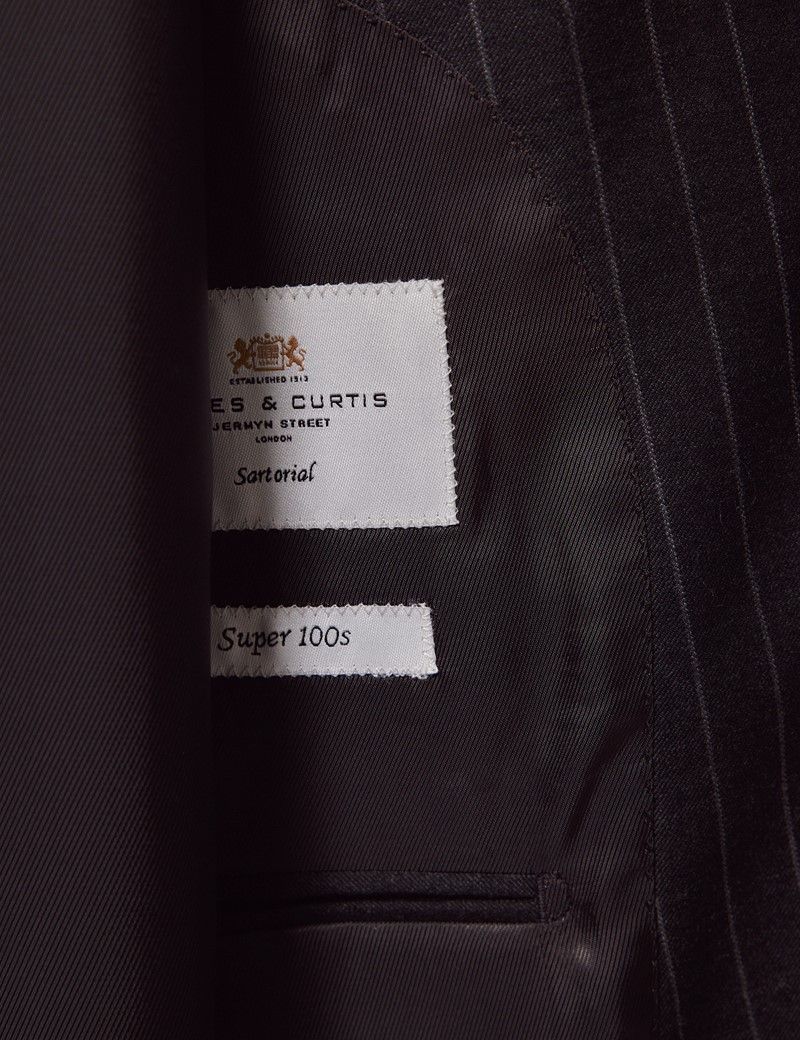 ESTABLISHED 1913
ES & CURTIS
JERMYN STREET
LONDON
Sartorial
Super 100s